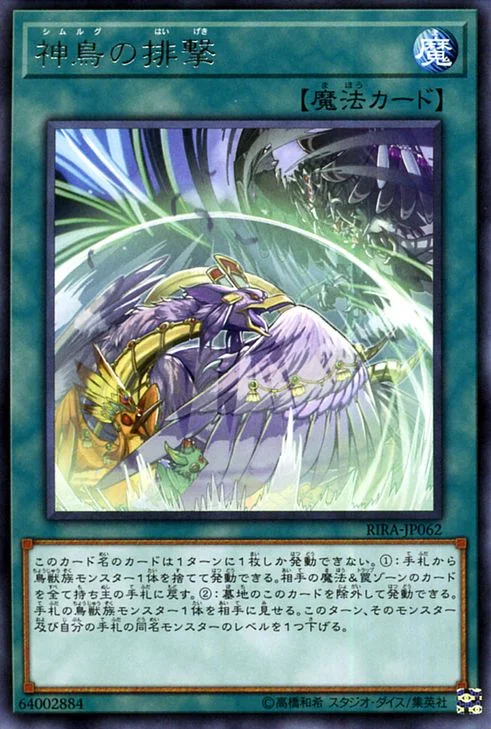 シムルグ はいげき
神鳥の排撃
魔
【魔法カード】
RIRA-JP062
このカード名のカードは1ターンに1枚しか発動できない。①：手札から
鳥獣族モンスター1体を捨てて発動できる。相手の魔法&罠ゾーンのカード
を全て持ち主の手札に戻す。②：墓地のこのカードを除外して発動できる。
手札の鳥獣族モンスター1体を相手に見せる。このターン、そのモンスター
及び自分の手札の同名モンスターのレベルを1つ下げる。
64002884
©高橋和希 スタジオ・ダイス/集英社